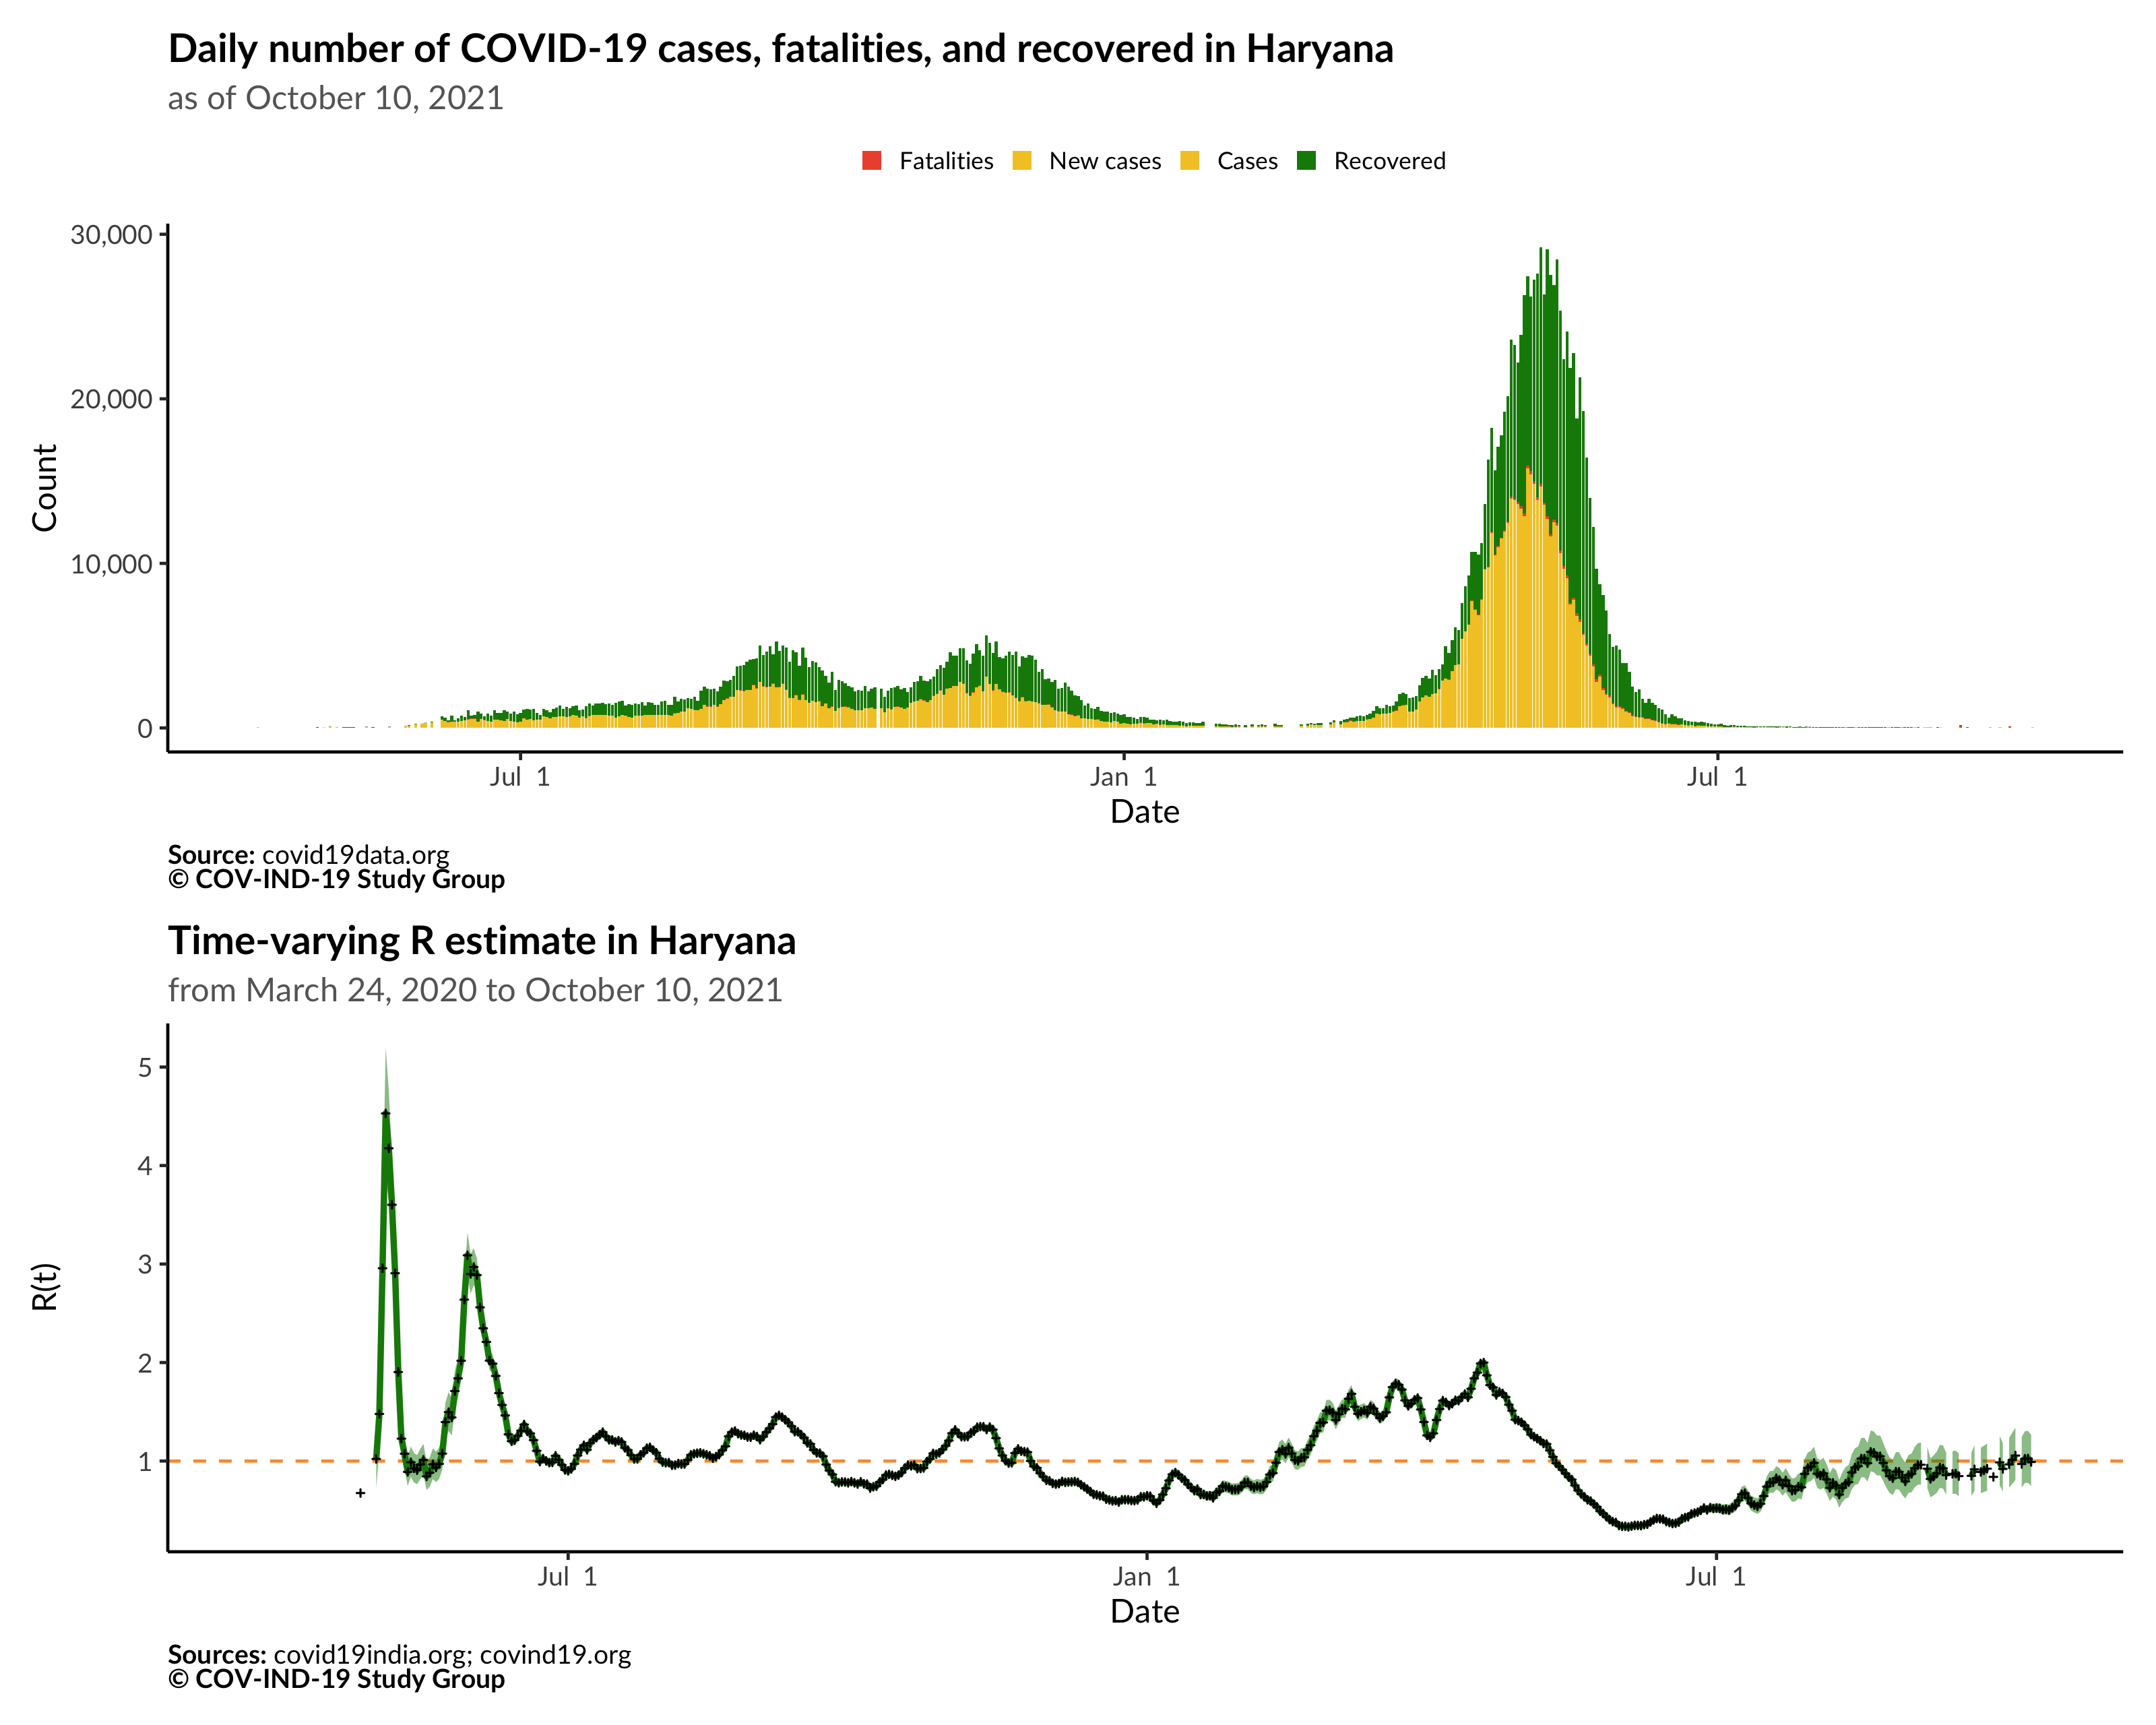 Daily number of COVID-19 cases, fatalities, and recovered in Haryana
as of October 10, 2021
Fatalities New cases Cases Recovered
30,000
20,000
10,000
0
Count
Jul 1 Jan 1 Jul 1
Date
Source: covid19data.org
© COV-IND-19 Study Group
Time-varying R estimate in Haryana
from March 24, 2020 to October 10, 2021
5
4
3
2
1
R(t)
Jul 1 Jan 1 Jul 1
Date
Sources: covid19india.org; covind19.org
© COV-IND-19 Study Group